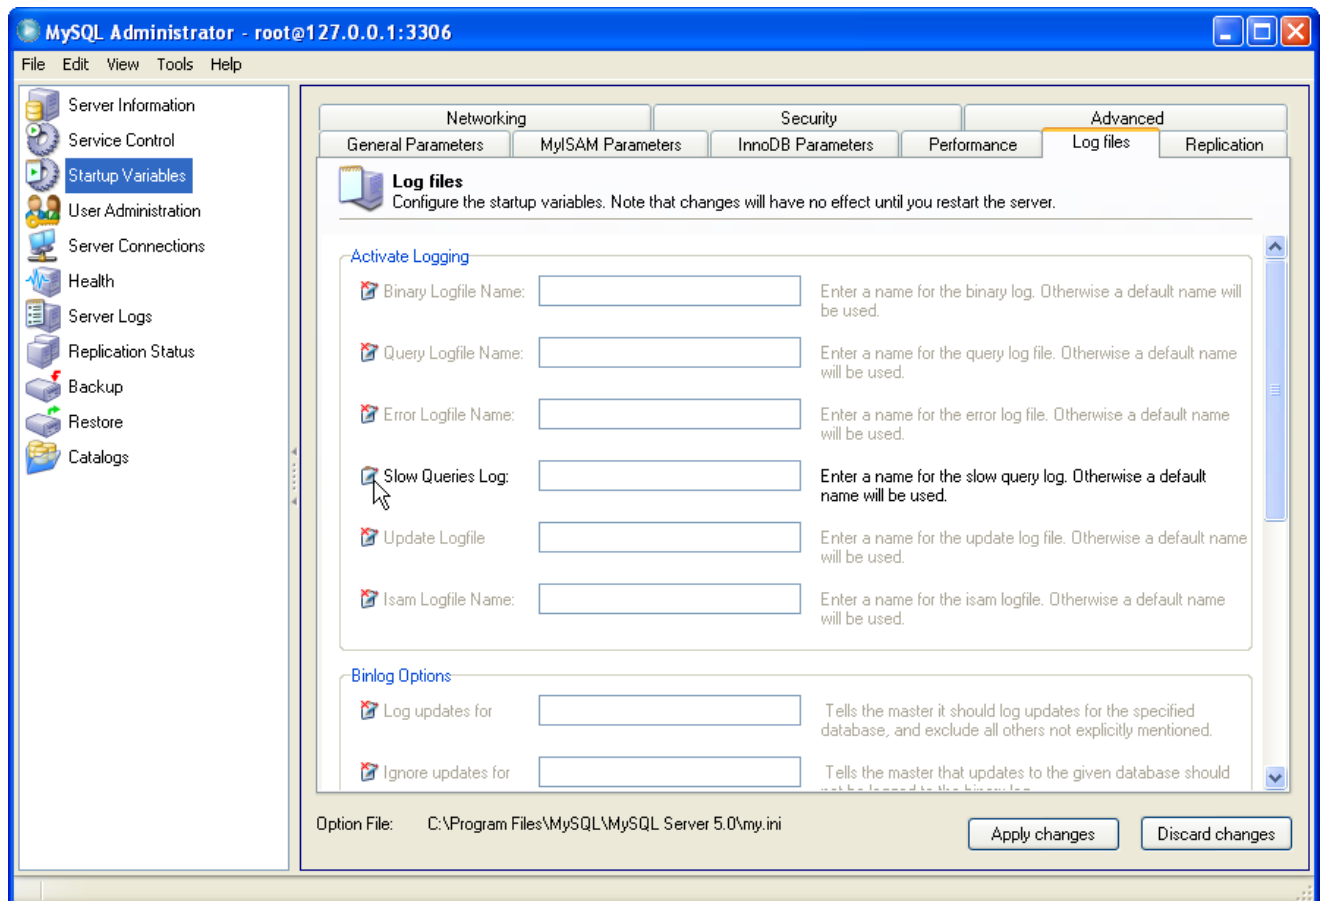 MySQL Administrator - root@127.0.0.1:3306
File Edit View Tools Help
Server Information
Service Control
Startup Variables
User Administration
Server Connections
Health
Server Logs
Replication Status
Backup
Restore
Catalogs
Networking Security Advanced
General Parameters MyISAM Parameters InnoDB Parameters Performance Log files Replication
Log files
Configure the startup variables. Note that changes will have no effect until you restart the server.
Activate Logging
Binary Logfile Name: Enter a name for the binary log. Otherwise a default name will
be used.
Query Logfile Name: Enter a name for the query log file. Otherwise a default name
will be used.
Error Logfile Name: Enter a name for the error log file. Otherwise a default name
will be used.
Slow Queries Log: Enter a name for the slow query log. Otherwise a default
name will be used.
Update Logfile Enter a name for the update log file. Otherwise a default name
will be used.
Isam Logfile Name: Enter a name for the isam logfile. Otherwise a default name
will be used.
Binlog Options
Log updates for Tells the master it should log updates for the specified
database, and exclude all others not explicitly mentioned.
Ignore updates for Tells the master that updates to the given database should
not be logged to the binary log.
Option File: C:\Program Files\MySQL\MySQL Server 5.0\my.ini
Apply changes Discard changes